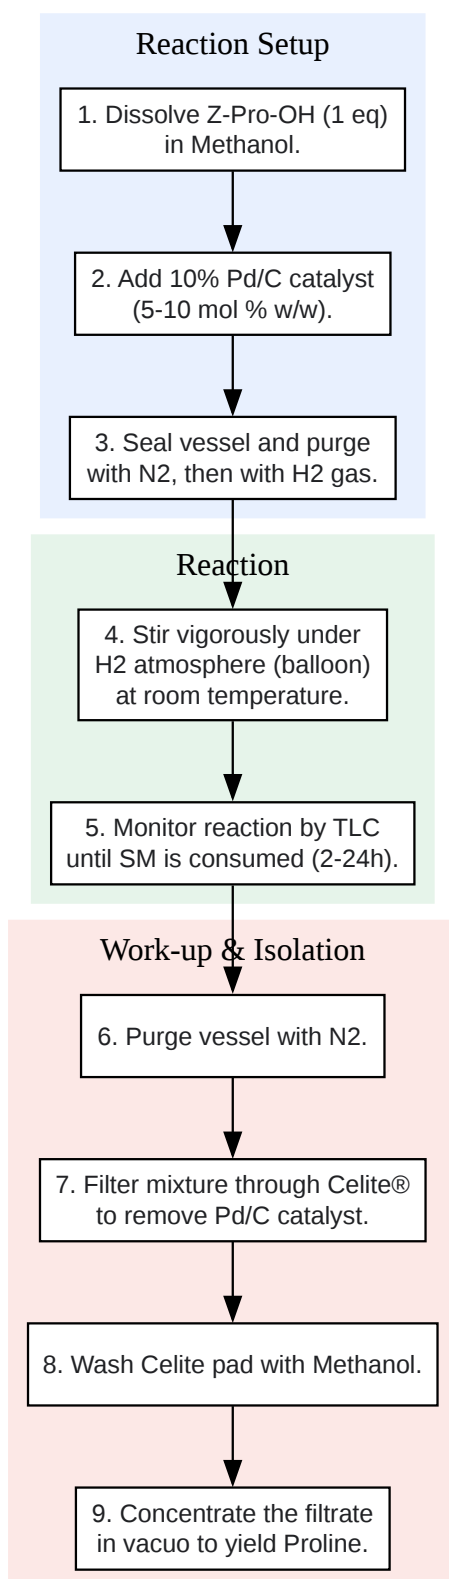 Reaction Setup
1. Dissolve Z-Pro-OH (1 eq)
in Methanol.
2. Add 10% Pd/C catalyst
(5-10 mol % w/w).
3. Seal vessel and purge
with N2, then with H2 gas.
Reaction
4. Stir vigorously under
H2 atmosphere (balloon)
at room temperature.
5. Monitor reaction by TLC
until SM is consumed (2-24h).
Work-up & Isolation
6. Purge vessel with N2.
7. Filter mixture through Celite®
to remove Pd/C catalyst.
8. Wash Celite pad with Methanol.
9. Concentrate the filtrate
in vacuo to yield Proline.